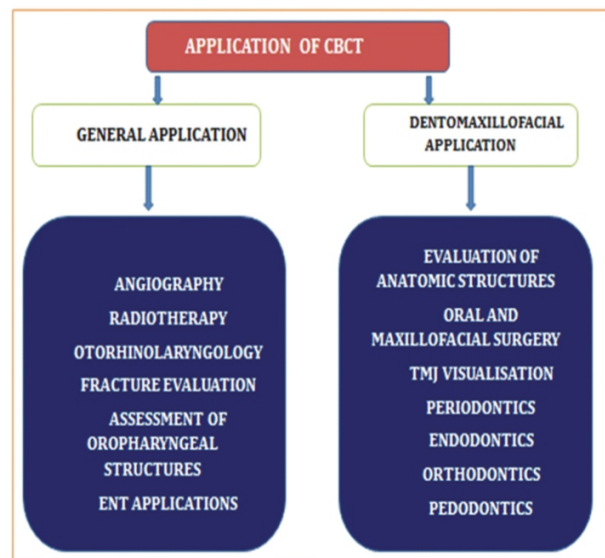 APPLICATION OF CBCT
GENERAL APPLICATION
DENTOMAXILLOFACIAL
APPLICATION
ANGIOGRAPHY
RADIOTHERAPY
OTORHINOLARYNGOLOGY
FRACTURE EVALUATION
ASSESSMENT OF
OROPHARYNGEAL
STRUCTURES
ENT APPLICATIONS
EVALUATION OF
ANATOMIC STRUCTURES
ORAL AND
MAXILLOFACIAL SURGERY
TMJ VISUALISATION
PERIODONTICS
ENDODONTICS
ORTHODONTICS
PEDODONTICS